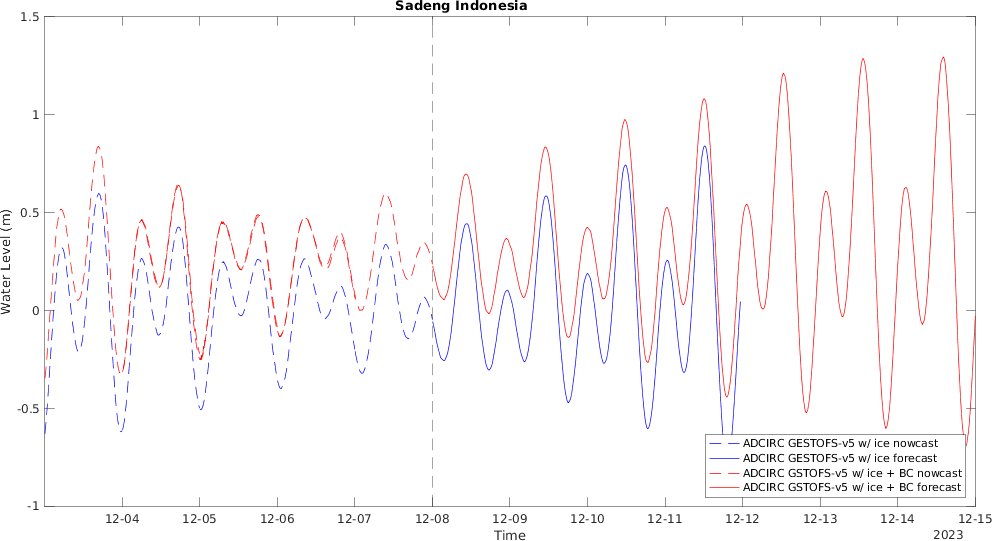 Sadeng Indonesia
1.5
1
0.5
0
-0.5
-1
Water Level (m)
ADCIRC GESTOFS-v5 w/ ice nowcast
ADCIRC GESTOFS-v5 w/ ice forecast
ADCIRC GSTOFS-v5 w/ ice + BC nowcast
ADCIRC GSTOFS-v5 w/ ice + BC forecast
12-04 12-05 12-06 12-07 12-08 12-09 12-10 12-11 12-12 12-13 12-14 12-15
Time
2023